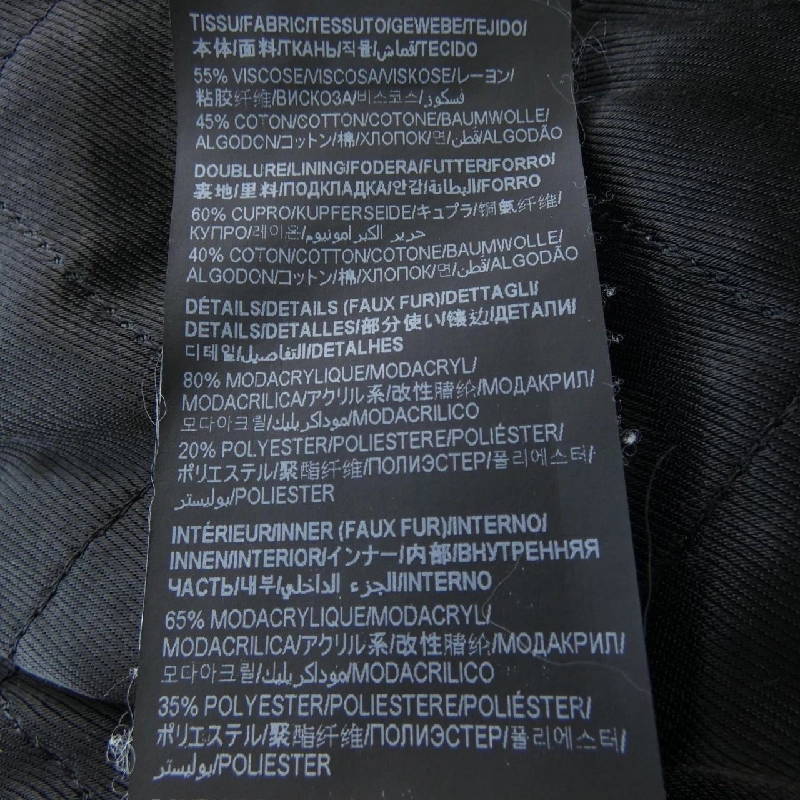 TISSU/FABRIC/TESSUTO/GEWEBE/TEJIDO/
本体/面料/ТКАНЬ/직물/قماش/TECIDO
55% VISCOSE/VISCOSA/VISKOSE/レーヨン/
粘胶纤维/ВИСКОЗА/비스코스/فسكوز
45% COTON/COTTON/COTONE/BAUMWOLLE/
ALGODON/コットン/棉/ХЛОПОК/면/قطن/ALGODÃO
DOUBLURE/LINING/FODERA/FUTTER/FORRO/
裏地/里料/ПОДКЛАДКА/안감/البطانة/FORRO
60% CUPRO/KUPFERSEIDE/キュプラ/铜氨纤维/
КУПРО/레이온/حرير الكبرامونيوم
40% COTON/COTTON/COTONE/BAUMWOLLE/
ALGODON/コットン/棉/ХЛОПОК/면/قطن/ALGODÃO
DÉTAILS/DETAILS (FAUX FUR)/DETTAGLI/
DETAILS/DETALLES/部分使い/镶边/ДЕТАЛИ/
디테일/التفاصيل/DETALHES
80% MODACRYLIQUE/MODACRYL/
MODACRILICA/アクリル系/改性腈纶/МОДАКРИЛ/
모다아크릴/موداكريليك/MODACRILICO
20% POLYESTER/POLIESTERE/POLIÉSTER/
ポリエステル/聚酯纤维/ПОЛИЭСТЕР/폴리에스터/
بوليستر/POLIESTER
INTÉRIEUR/INNER (FAUX FUR)/INTERNO/
INNEN/INTERIOR/インナー/内部/ВНУТРЕННЯЯ
ЧАСТЬ/내부/الجزء الداخلي/INTERNO
65% MODACRYLIQUE/MODACRYL/
MODACRILICA/アクリル系/改性腈纶/МОДАКРИЛ/
모다아크릴/موداكريليك/MODACRILICO
35% POLYESTER/POLIESTERE/POLIÉSTER/
ポリエステル/聚酯纤维/ПОЛИЭСТЕР/폴리에스터/
بوليستر/POLIESTER